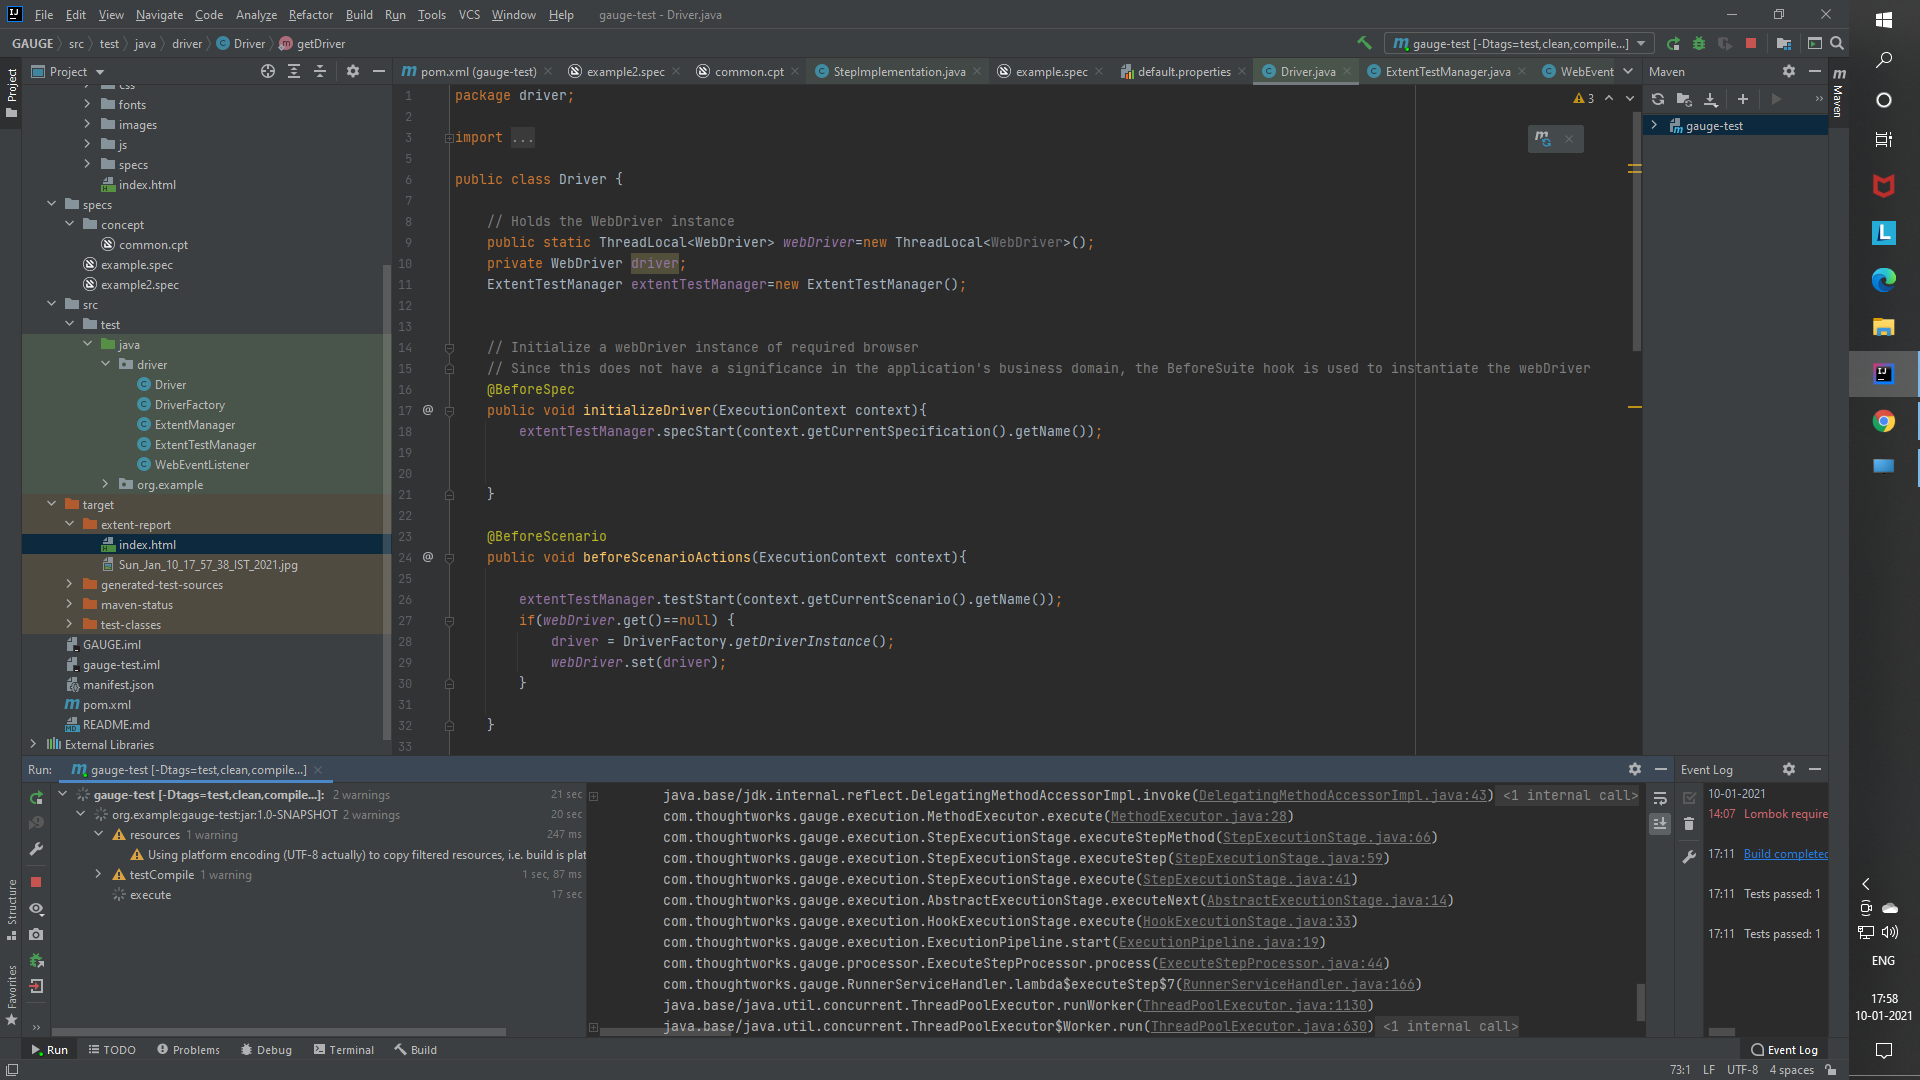 File Edit View Navigate Code Analyze Refactor Build Run Tools VCS Window Help gauge-test - Driver.java
GAUGE src test java driver Driver getDriver
gauge-test [-Dtags=test,clean,compile...]
Project
pom.xml (gauge-test) example2.spec common.cpt StepImplementation.java example.spec default.properties Driver.java ExtentTestManager.java WebEvent
Maven
gauge-test
Project
Maven
css
fonts
images
js
specs
index.html
specs
concept
common.cpt
example.spec
example2.spec
src
test
java
driver
Driver
DriverFactory
ExtentManager
ExtentTestManager
WebEventListener
org.example
target
extent-report
index.html
Sun_Jan_10_17_57_38_IST_2021.jpg
generated-test-sources
maven-status
test-classes
GAUGE.iml
gauge-test.iml
manifest.json
pom.xml
README.md
External Libraries
3
1 package driver;
2
3 import ...
5
6 public class Driver {
7
8 // Holds the WebDriver instance
9 public static ThreadLocal<WebDriver> webDriver=new ThreadLocal<WebDriver>();
10 private WebDriver driver;
11 ExtentTestManager extentTestManager=new ExtentTestManager();
12
13
14 // Initialize a webDriver instance of required browser
15 // Since this does not have a significance in the application's business domain, the BeforeSuite hook is used to instantiate the webDriver
16 @BeforeSpec
17 @ public void initializeDriver(ExecutionContext context){
18 extentTestManager.specStart(context.getCurrentSpecification().getName());
19
20
21 }
22
23 @BeforeScenario
24 @ public void beforeScenarioActions(ExecutionContext context){
25
26 extentTestManager.testStart(context.getCurrentScenario().getName());
27 if(webDriver.get()==null) {
28 driver = DriverFactory.getDriverInstance();
29 webDriver.set(driver);
30 }
31
32 }
33
Run: gauge-test [-Dtags=test,clean,compile...]
gauge-test [-Dtags=test,clean,compile...]: 2 warnings 21 sec
org.example:gauge-test:jar:1.0-SNAPSHOT 2 warnings 20 sec
resources 1 warning 247 ms
Using platform encoding (UTF-8 actually) to copy filtered resources, i.e. build is plat
testCompile 1 warning 1 sec, 87 ms
execute 17 sec
java.base/jdk.internal.reflect.DelegatingMethodAccessorImpl.invoke(DelegatingMethodAccessorImpl.java:43) <1 internal call>
com.thoughtworks.gauge.execution.MethodExecutor.execute(MethodExecutor.java:28)
com.thoughtworks.gauge.execution.StepExecutionStage.executeStepMethod(StepExecutionStage.java:66)
com.thoughtworks.gauge.execution.StepExecutionStage.executeStep(StepExecutionStage.java:59)
com.thoughtworks.gauge.execution.StepExecutionStage.execute(StepExecutionStage.java:41)
com.thoughtworks.gauge.execution.AbstractExecutionStage.executeNext(AbstractExecutionStage.java:14)
com.thoughtworks.gauge.execution.HookExecutionStage.execute(HookExecutionStage.java:33)
com.thoughtworks.gauge.execution.ExecutionPipeline.start(ExecutionPipeline.java:19)
com.thoughtworks.gauge.processor.ExecuteStepProcessor.process(ExecuteStepProcessor.java:44)
com.thoughtworks.gauge.RunnerServiceHandler.lambda$executeStep$7(RunnerServiceHandler.java:166)
java.base/java.util.concurrent.ThreadPoolExecutor.runWorker(ThreadPoolExecutor.java:1130)
java.base/java.util.concurrent.ThreadPoolExecutor$Worker.run(ThreadPoolExecutor.java:630) <1 internal call>
Event Log
10-01-2021
14:07 Lombok require
17:11 Build completed
17:11 Tests passed: 1
17:11 Tests passed: 1
Structure
Favorites
Run TODO Problems Debug Terminal Build Event Log
73:1 LF UTF-8 4 spaces
ENG
17:58
10-01-2021